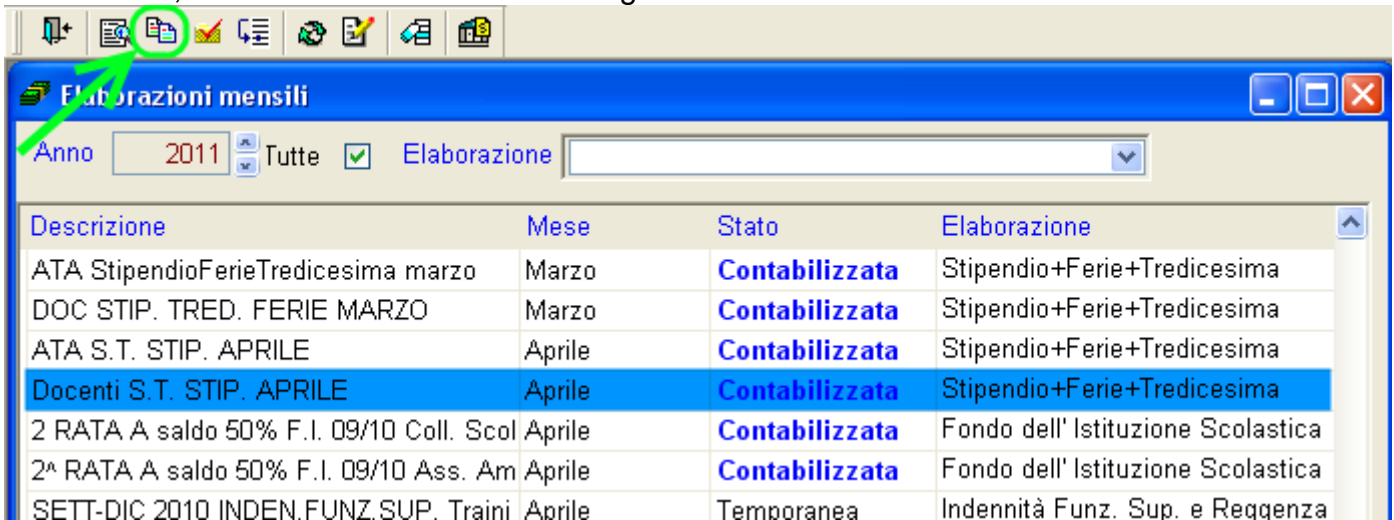 Elaborazioni mensili
Anno 2011 Tutte Elaborazione
Descrizione Mese Stato Elaborazione
ATA StipendioFerieTredicesima marzo Marzo Contabilizzata Stipendio+Ferie+Tredicesima
DOC STIP. TRED. FERIE MARZO Marzo Contabilizzata Stipendio+Ferie+Tredicesima
ATA S.T. STIP. APRILE Aprile Contabilizzata Stipendio+Ferie+Tredicesima
Docenti S.T. STIP. APRILE Aprile Contabilizzata Stipendio+Ferie+Tredicesima
2 RATA A saldo 50% F.I. 09/10 Coll. Scol Aprile Contabilizzata Fondo dell' Istituzione Scolastica
2^ RATA A saldo 50% F.I. 09/10 Ass. Am Aprile Contabilizzata Fondo dell' Istituzione Scolastica
SETT-DIC 2010 INDEN.FUNZ.SUP. Traini Aprile Temporanea Indennità Funz. Sup. e Reggenza